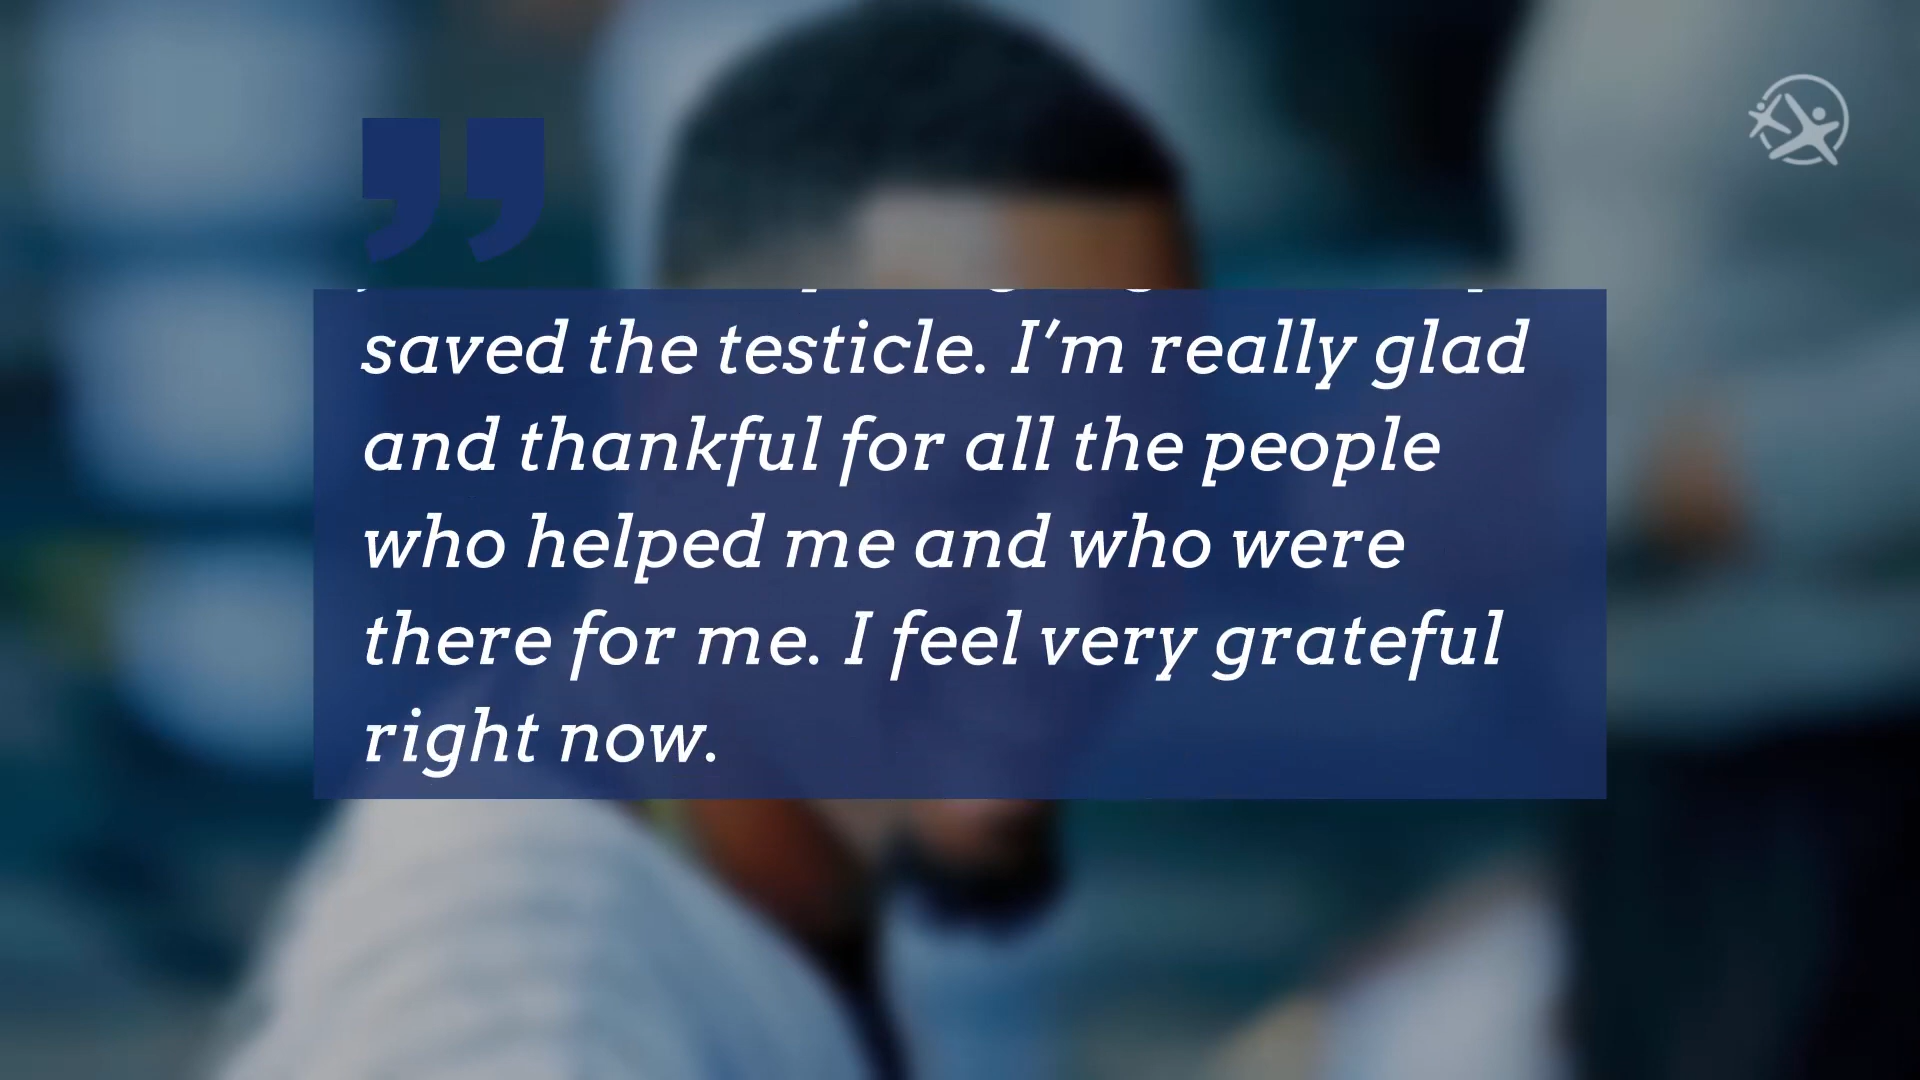 saved the testicle. I’m really glad
and thankful for all the people
who helped me and who were
there for me. I feel very grateful
right now.